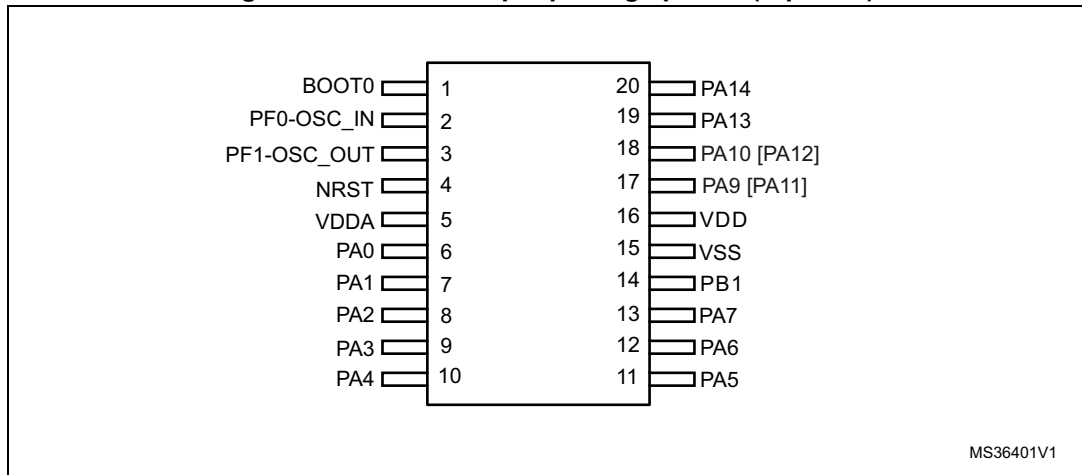 BOOT0 1 20 PA14
PF0-OSC_IN 2 19 PA13
PF1-OSC_OUT 3 18 PA10 [PA12]
NRST 4 17 PA9 [PA11]
VDDA 5 16 VDD
PA0 6 15 VSS
PA1 7 14 PB1
PA2 8 13 PA7
PA3 9 12 PA6
PA4 10 11 PA5
MS36401V1